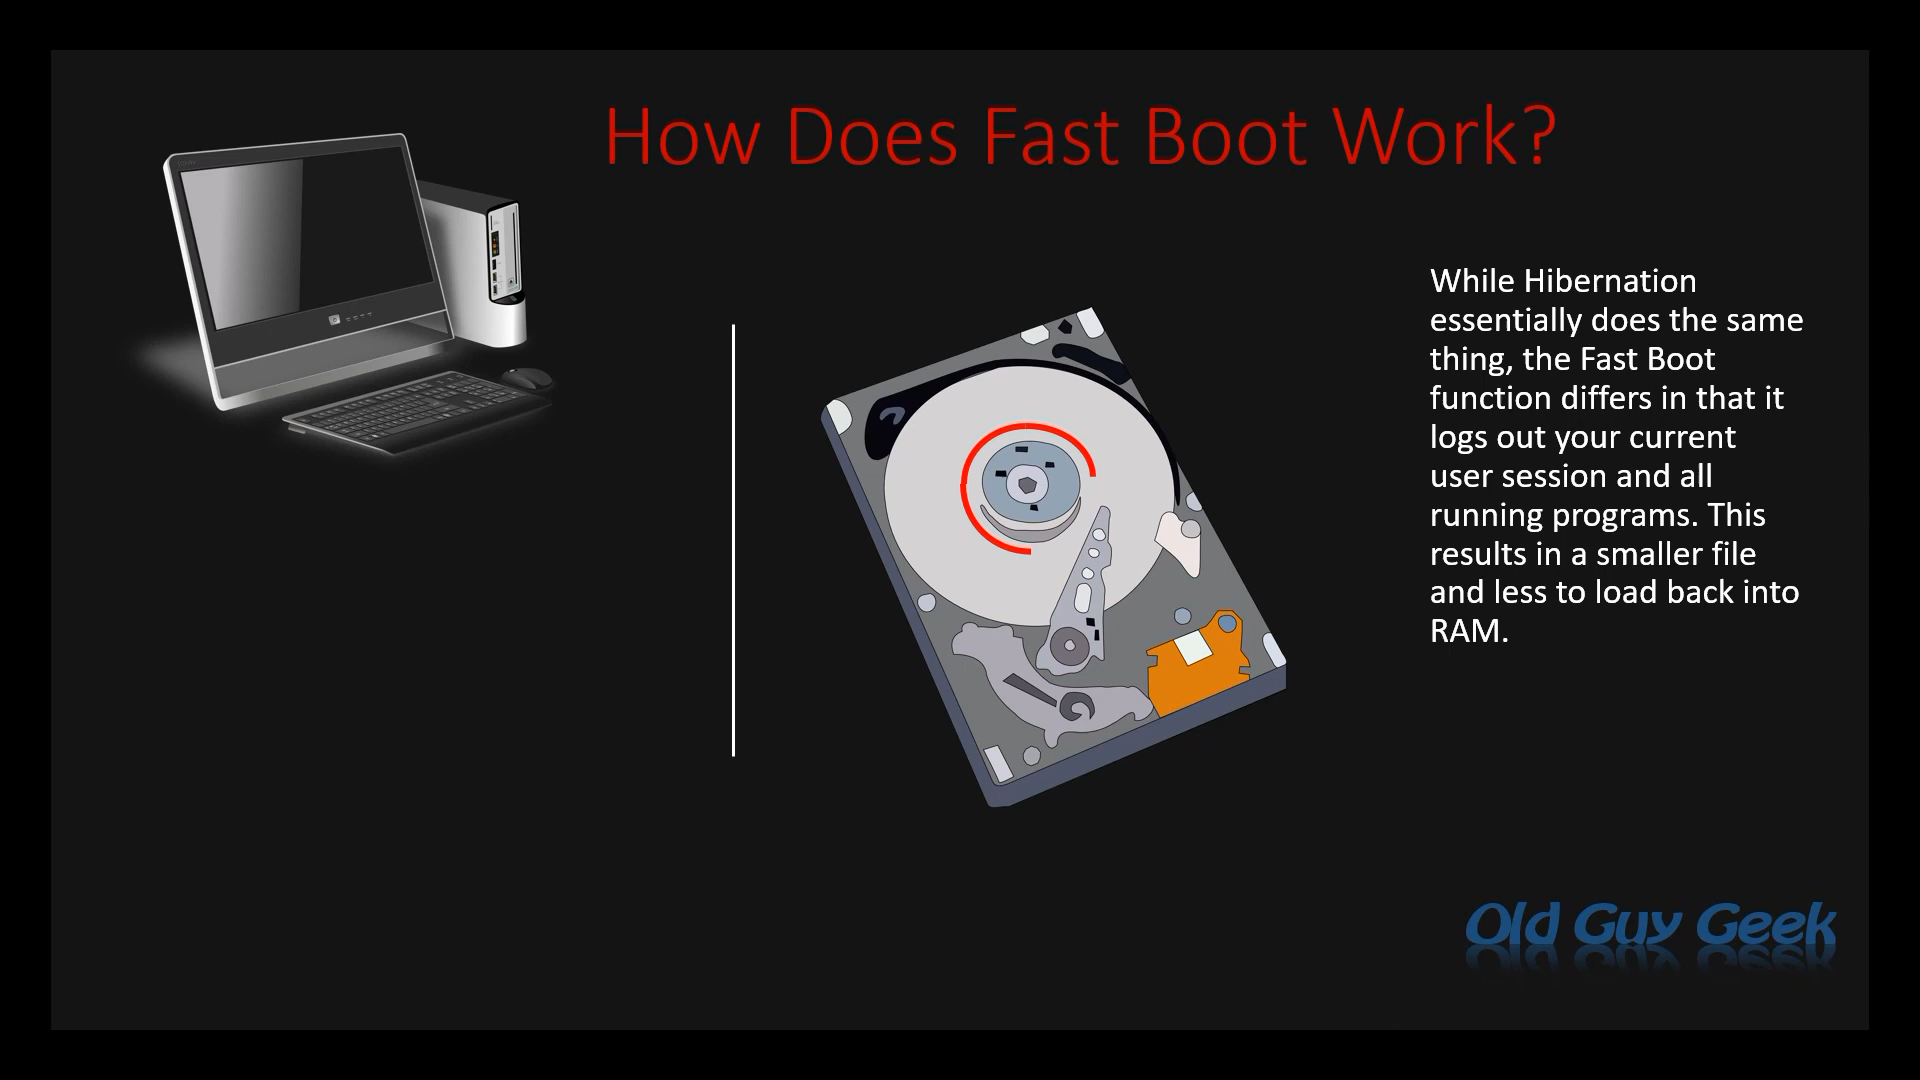 How Does Fast Boot Work?
While Hibernation
essentially does the same
thing, the Fast Boot
function differs in that it
logs out your current
user session and all
running programs. This
results in a smaller file
and less to load back into
RAM.
Old Guy Geek